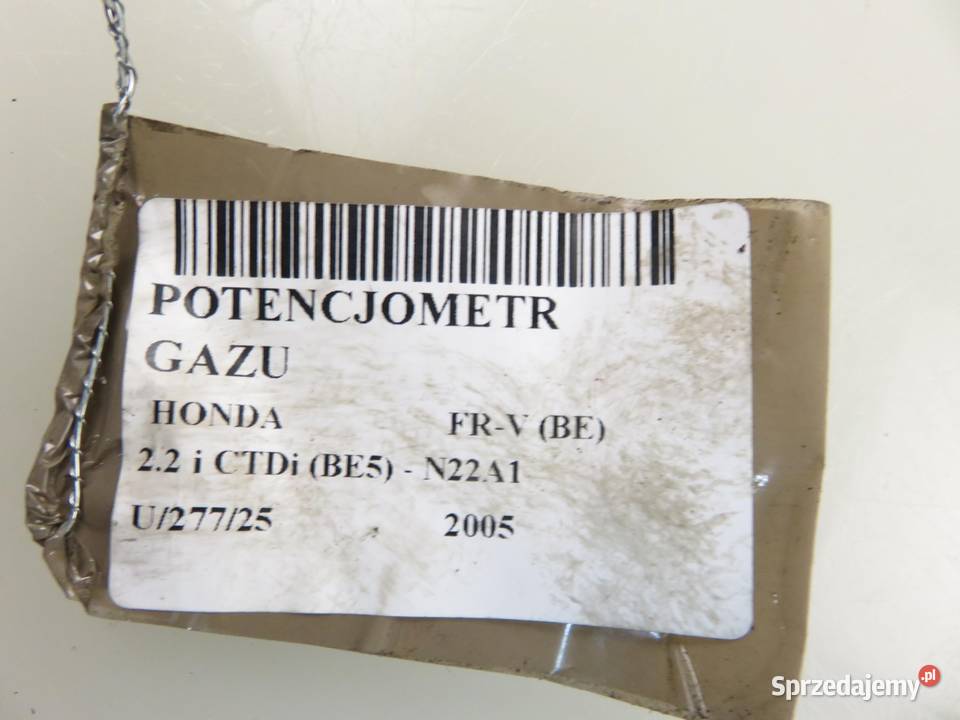 POTENCJOMETR
GAZU
HONDA FR-V (BE)
2.2 i CTDi (BE5) - N22A1
U/277/25 2005
Sprzedajemy.pl